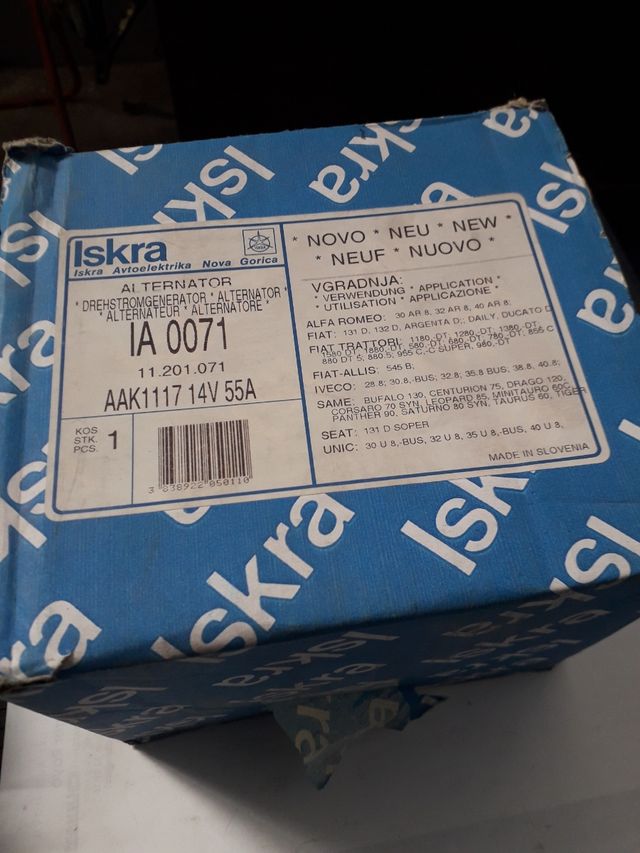 Iskra
Iskra Avtoelektrika Nova Gorica
ALTERNATOR
* DREHSTROMGENERATOR * ALTERNATOR *
* ALTERNATEUR * ALTERNATORE *
IA 0071
11.201.071
AAK1117 14V 55A
KOS.
STK.
PCS.
1
3 838922 050110
* NOVO * NEU * NEW *
* NEUF * NUOVO *
VGRADNJA:
* VERWENDUNG * APPLICATION *
* UTILISATION * APPLICAZIONE *
ALFA ROMEO: 30 AR 8, 32 AR 8, 40 AR 8;
FIAT: 131 D, 132 D, ARGENTA D;, DAILY, DUCATO D
FIAT TRATTORI: 1180,-DT, 1280,-DT, 1380,-DT,
1580 DT, 1880,-DT, 580,-DT, 680,-DT, 780,-DT, 855 C
880 DT 5, 880.5, 955 C,-C SUPER, 980,-DT
FIAT-ALLIS: 545 B;
IVECO: 28.8; 30.8,-BUS, 32.8; 35.8 BUS, 38.8, 40.8;
SAME: BUFALO 130, CENTURION 75, DRAGO 120,
CORSARO 70 SYN, LEOPARD 85, MINITAURO 60C,
PANTHER 90, SATURNO 80 SYN, TAURUS 60, TIGER
SEAT: 131 D SOPER
UNIC: 30 U 8,-BUS, 32 U 8, 35 U 8,-BUS, 40 U 8,
MADE IN SLOVENIA
Iskra
Iskra
Iskra
Iskra
Iskra